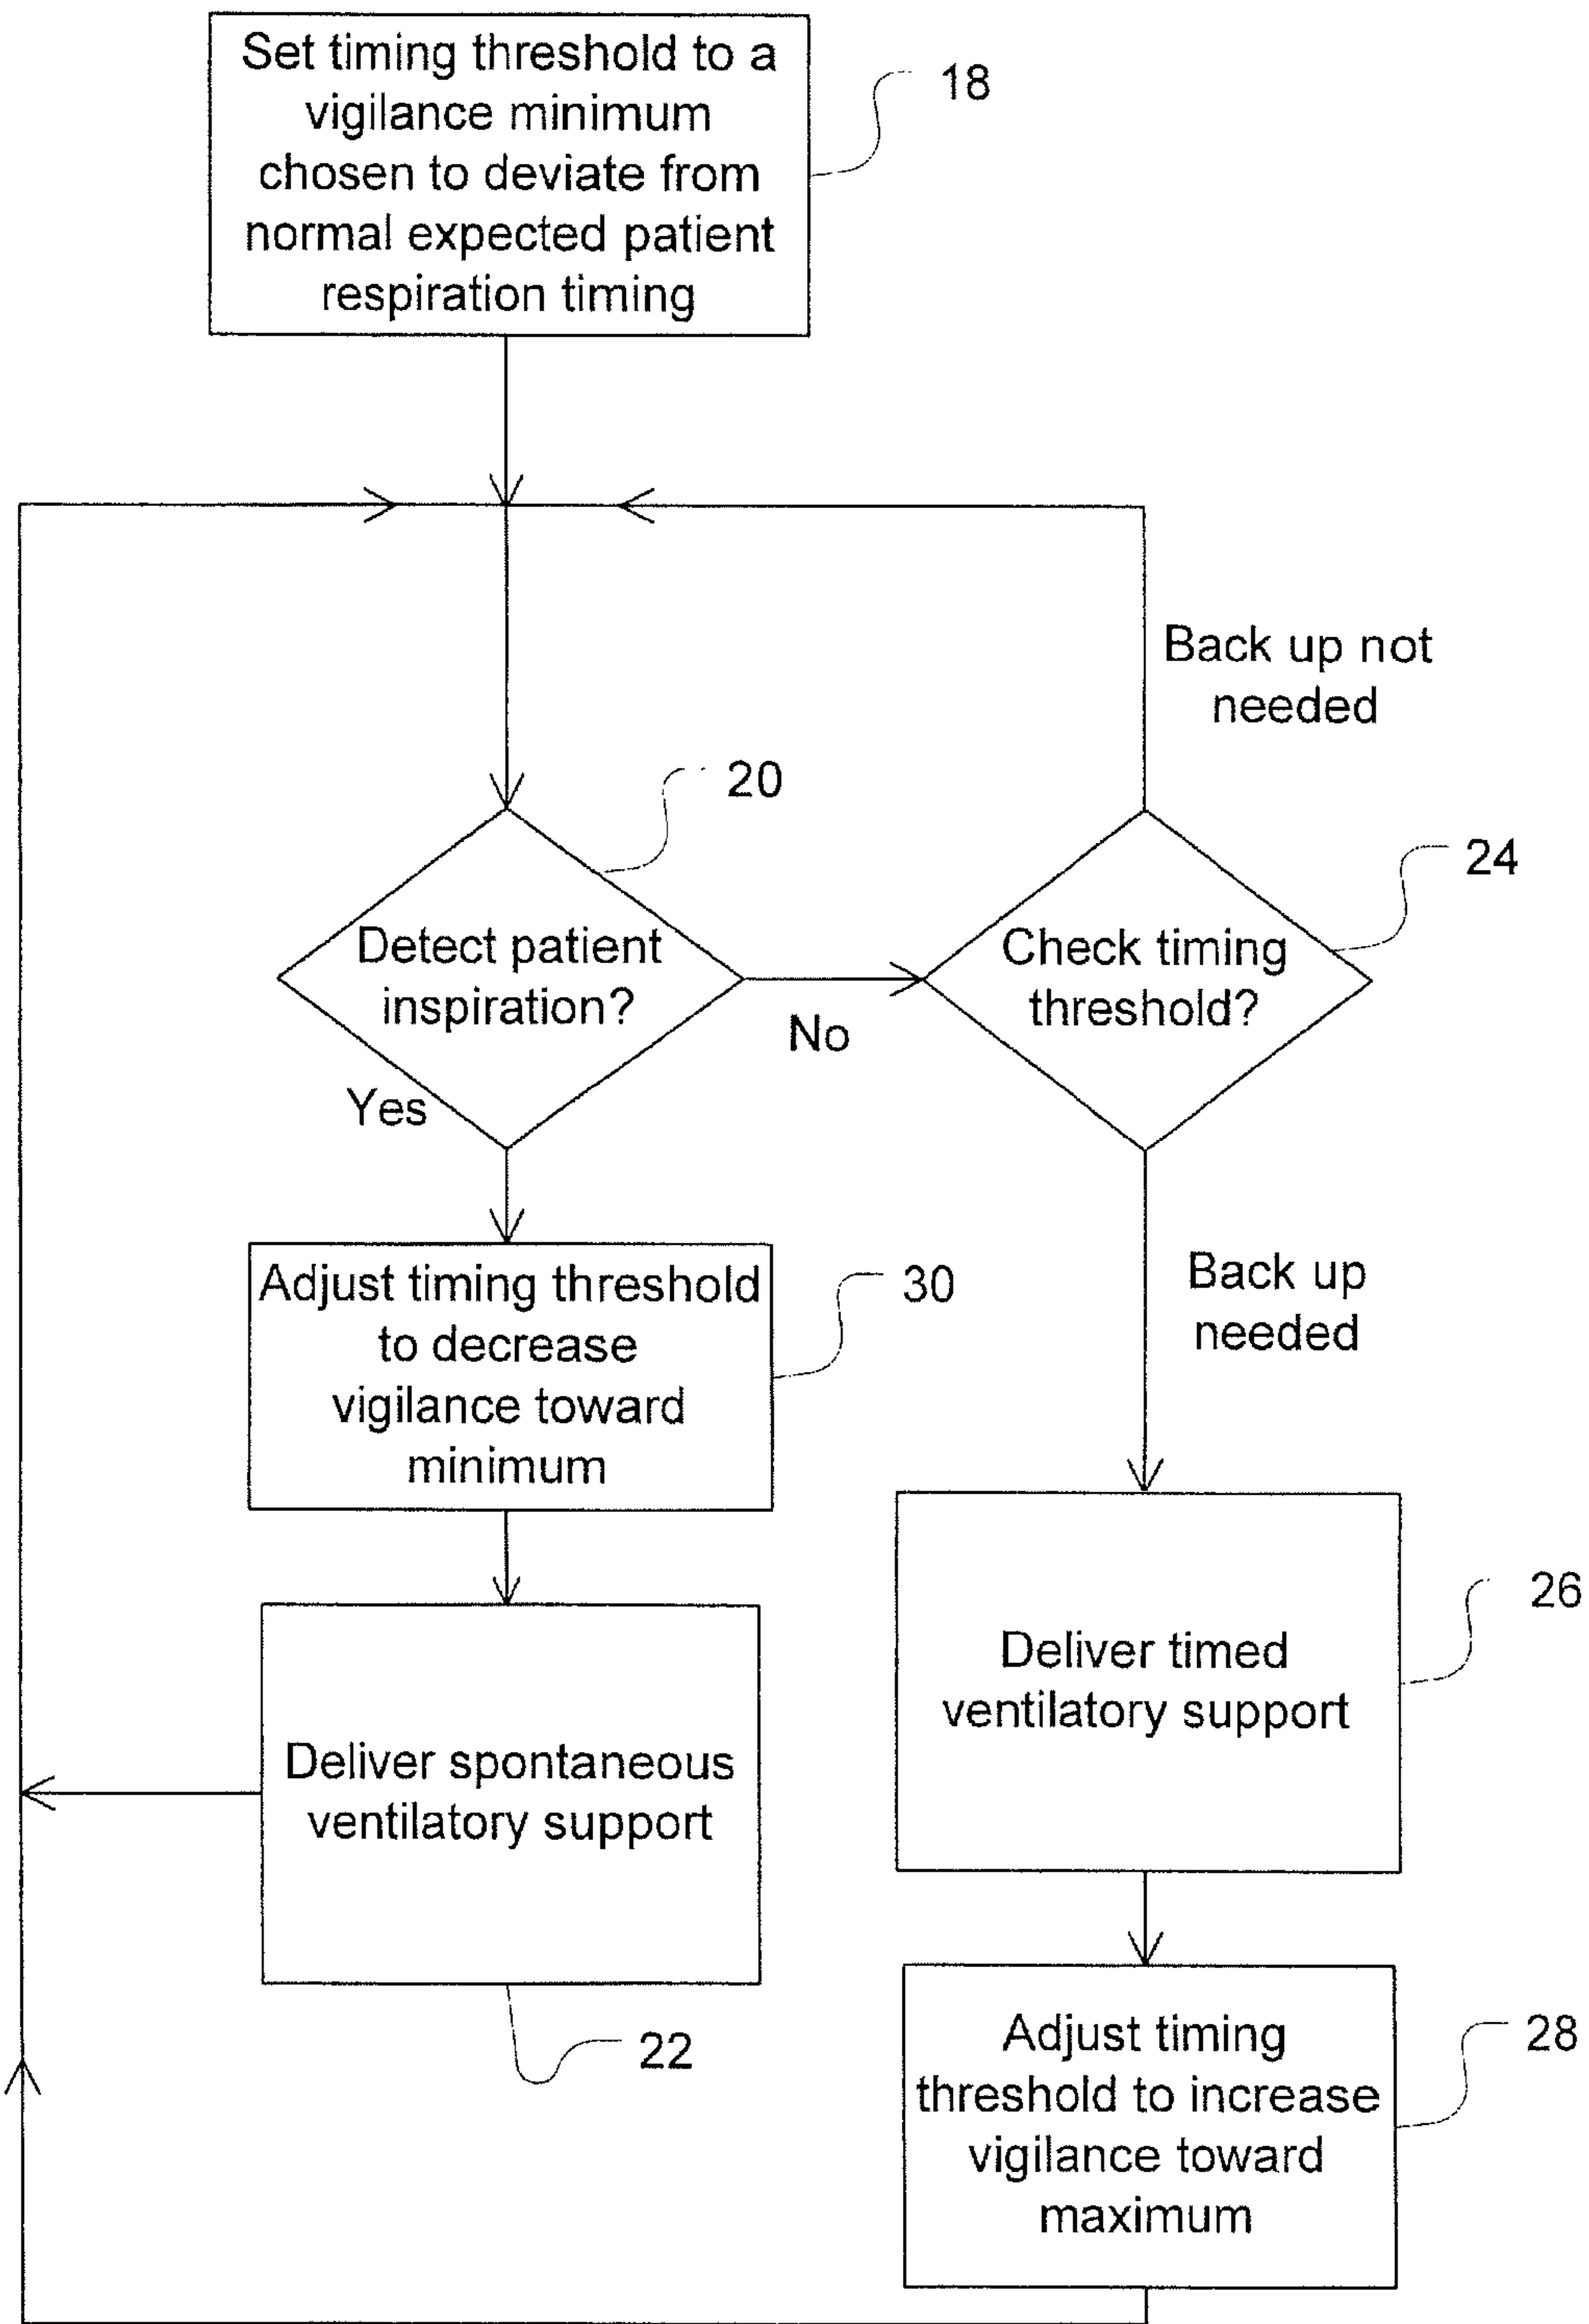 Set timing threshold to a
vigilance minimum
chosen to deviate from
normal expected patient
respiration timing
18
Back up not
needed
20
24
Detect patient
inspiration?
No
Check timing
threshold?
Yes
Adjust timing threshold
to decrease
vigilance toward
minimum
30
Back up
needed
Deliver timed
ventilatory support
26
Deliver spontaneous
ventilatory support
22
Adjust timing
threshold to increase
vigilance toward
maximum
28